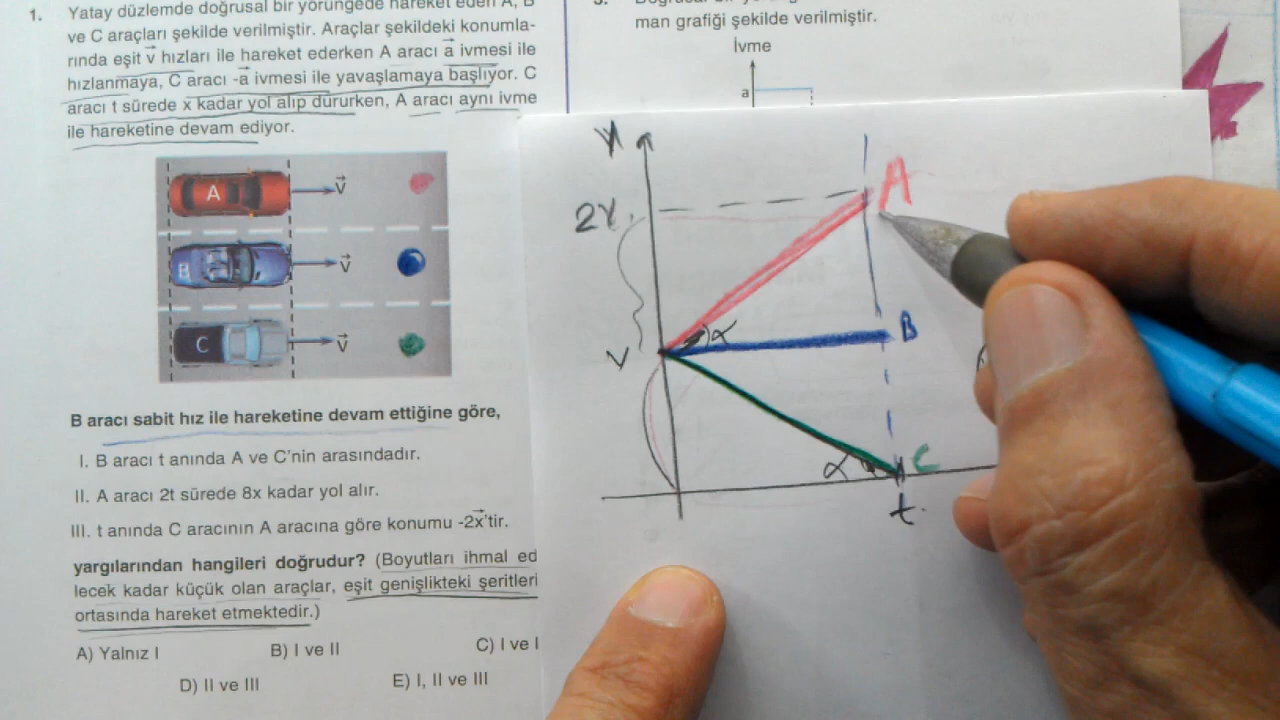 1. Yatay düzlemde doğrusal bir yörüngede hareket eden A, B
ve C araçları şekilde verilmiştir. Araçlar şekildeki konumla-
rında eşit v hızları ile hareket ederken A aracı a ivmesi ile
hızlanmaya, C aracı -a ivmesi ile yavaşlamaya başlıyor. C
aracı t sürede x kadar yol alıp dururken, A aracı aynı ivme
ile hareketine devam ediyor.
A v
B v
C v
B aracı sabit hız ile hareketine devam ettiğine göre,
I. B aracı t anında A ve C'nin arasındadır.
II. A aracı 2t sürede 8x kadar yol alır.
III. t anında C aracının A aracına göre konumu -2x'tir.
yargılarından hangileri doğrudur? (Boyutları ihmal ed
lecek kadar küçük olan araçlar, eşit genişlikteki şeritleri
ortasında hareket etmektedir.)
A) Yalnız I B) I ve II C) I ve I
D) II ve III E) I, II ve III
man grafiği şekilde verilmiştir.
İvme
a
2V
A
α
B
V
α
C
t